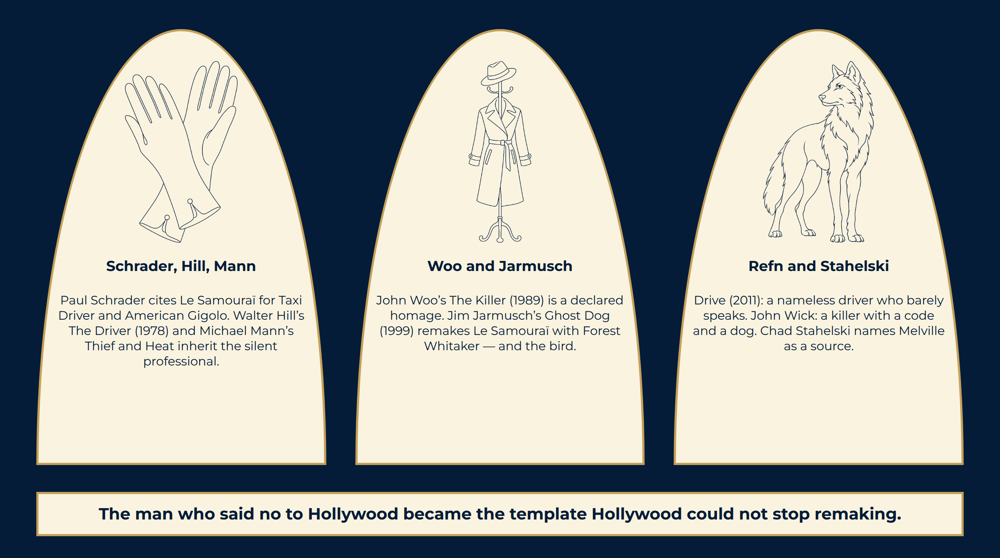 Schrader, Hill, Mann
Paul Schrader cites Le Samouraï for Taxi
Driver and American Gigolo. Walter Hill’s
The Driver (1978) and Michael Mann’s
Thief and Heat inherit the silent
professional.
Woo and Jarmusch
John Woo’s The Killer (1989) is a declared
homage. Jim Jarmusch’s Ghost Dog
(1999) remakes Le Samouraï with Forest
Whitaker — and the bird.
Refn and Stahelski
Drive (2011): a nameless driver who barely
speaks. John Wick: a killer with a code
and a dog. Chad Stahelski names Melville
as a source.
The man who said no to Hollywood became the template Hollywood could not stop remaking.